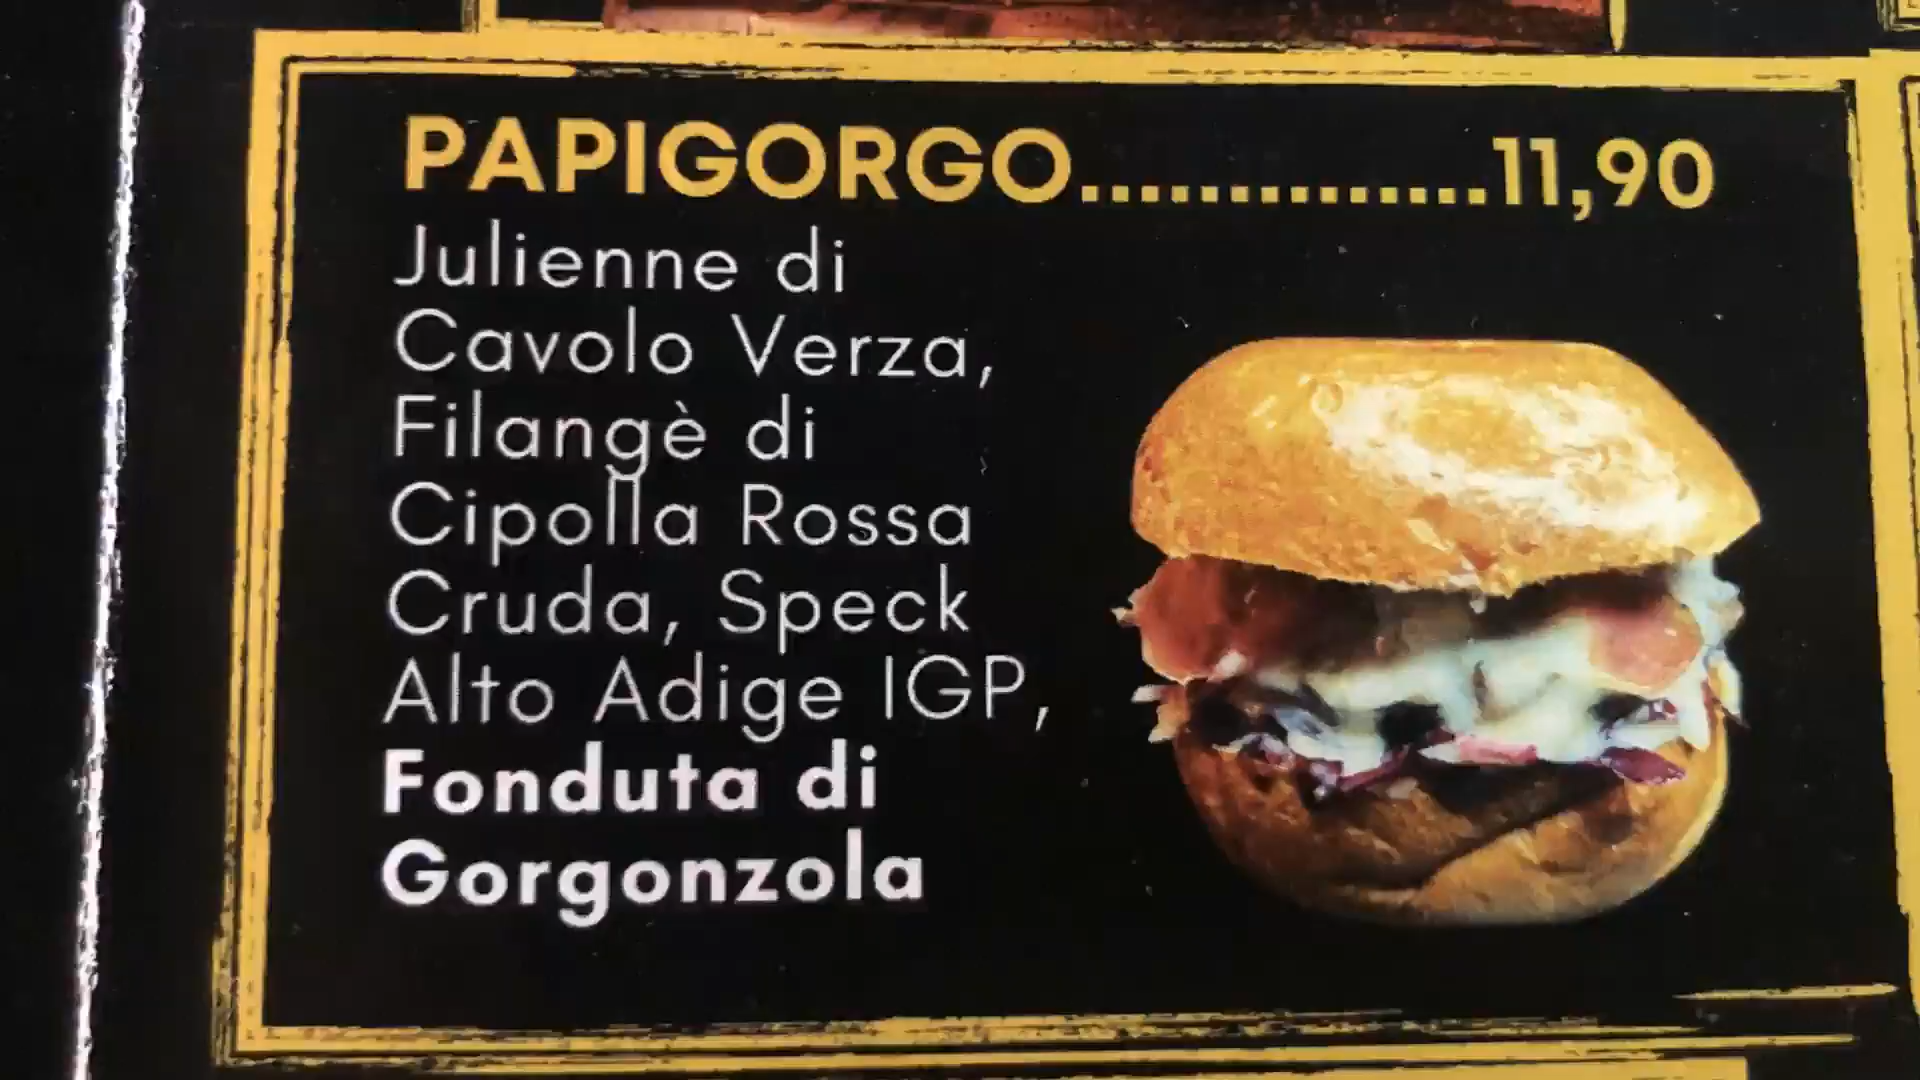 PAPIGORGO..............11,90
Julienne di
Cavolo Verza,
Filangè di
Cipolla Rossa
Cruda, Speck
Alto Adige IGP,
Fonduta di
Gorgonzola